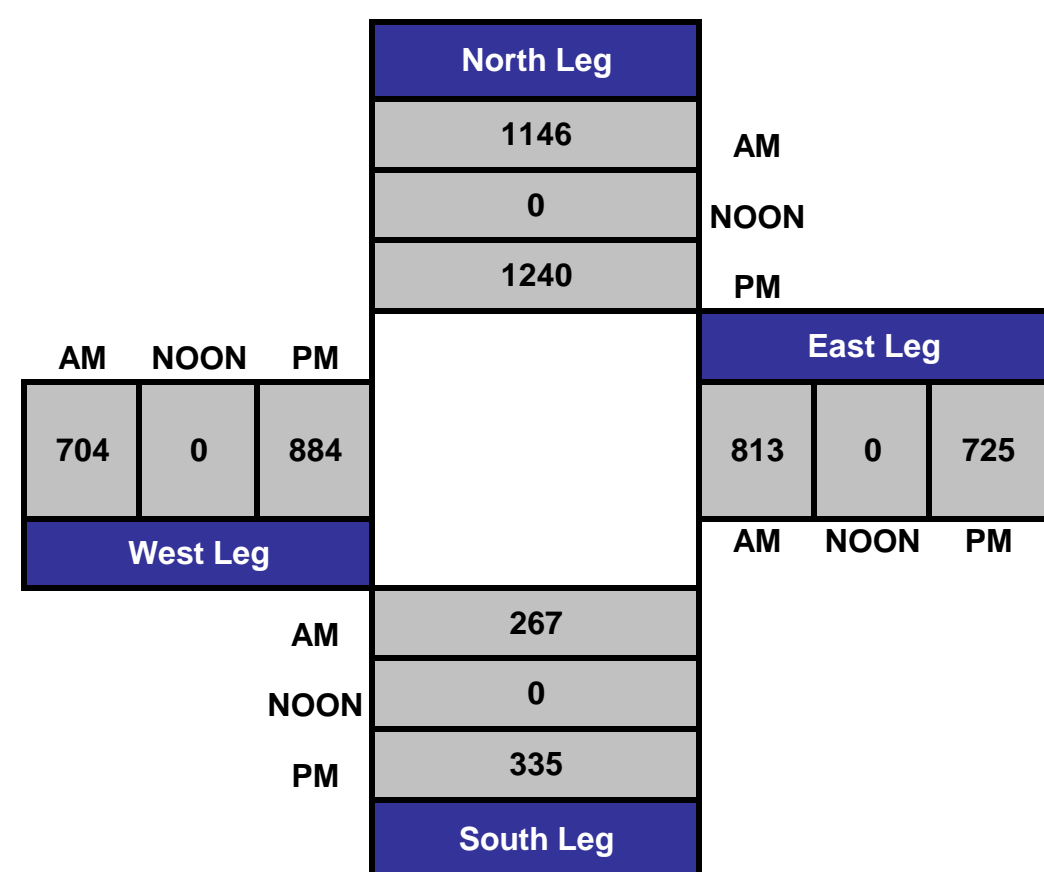 North Leg
1146
AM
0
NOON
1240
PM
AM NOON PM
East Leg
704 0 884
813 0 725
West Leg
AM NOON PM
267
AM
0
NOON
335
PM
South Leg